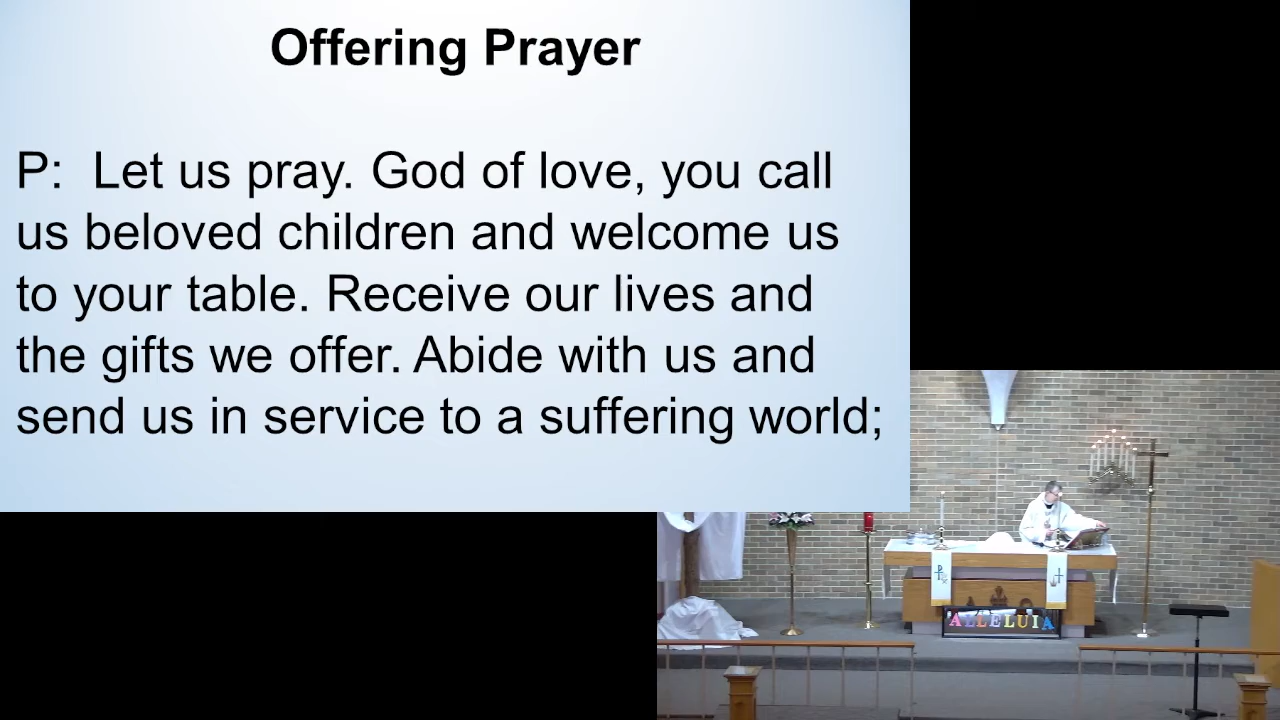 Offering Prayer
P: Let us pray. God of love, you call
us beloved children and welcome us
to your table. Receive our lives and
the gifts we offer. Abide with us and
send us in service to a suffering world;
ALLELUIA